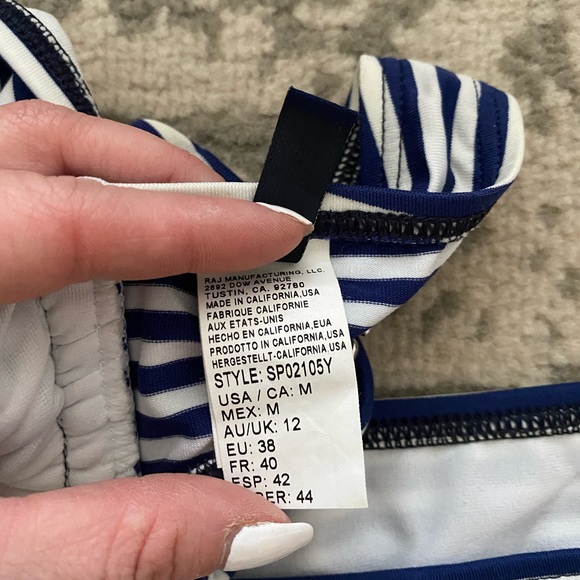 RAJ MANUFACTURING, LLC.
2692 DOW AVENUE
TUSTIN, CA. 92780
MADE IN CALIFORNIA,USA
FABRIQUE CALIFORNIE
AUX ETATS-UNIS
HECHO EN CALIFORNIA,EUA
PRODOTTO IN CALIFORNIA.USA
HERGESTELLT-CALIFORNIA.USA
STYLE: SP02105Y
USA / CA: M
MEX: M
AU/UK: 12
EU: 38
FR: 40
ESP: 42
DER: 44